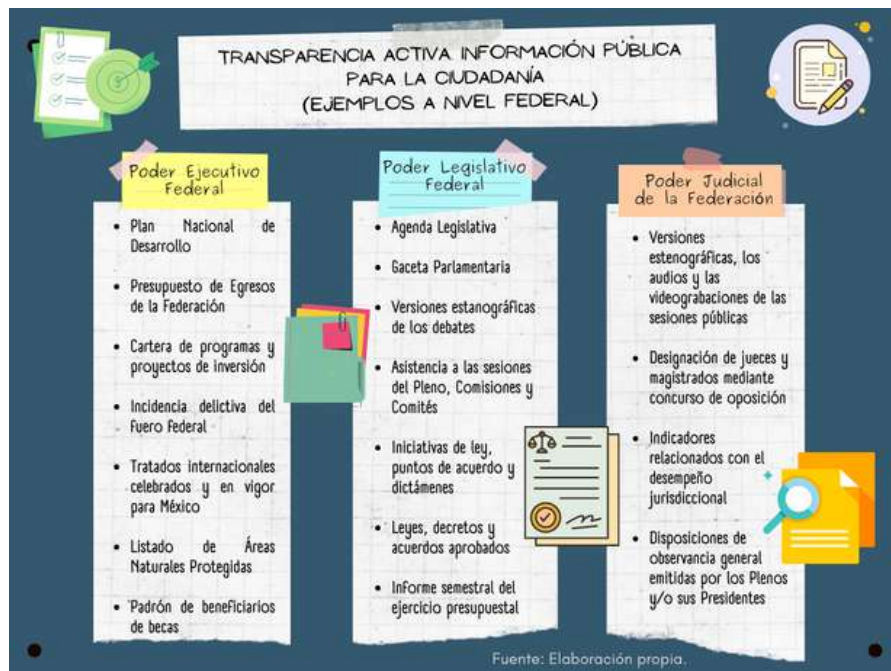 TRANSPARENCIA ACTIVA INFORMACIÓN PÚBLICA
PARA LA CIUDADANÍA
(EJEMPLOS A NIVEL FEDERAL)
Poder Ejecutivo
Federal
• Plan Nacional de
Desarrollo
• Presupuesto de Egresos
de la Federación
• Cartera de programas y
proyectos de inversión
• Incidencia delictiva del
Fuero Federal
• Tratados internacionales
celebrados y en vigor
para México
• Listado de Áreas
Naturales Protegidas
• Padrón de beneficiarios
de becas
Poder Legislativo
Federal
• Agenda Legislativa
• Gaceta Parlamentaria
• Versiones estanográficas
de los debates
• Asistencia a las sesiones
del Pleno, Comisiones y
Comités
• Iniciativas de ley,
puntos de acuerdo y
dictámenes
• Leyes, decretos y
acuerdos aprobados
• Informe semestral del
ejercicio presupuestal
Poder Judicial
de la Federación
• Versiones
estenográficas, los
audios y las
videograbaciones de las
sesiones públicas
• Designación de jueces y
magistrados mediante
concurso de oposición
• Indicadores
relacionados con el
desempeño
jurisdiccional
• Disposiciones de
observancia general
emitidas por los Plenos
y/o sus Presidentes
Fuente: Elaboración propia.